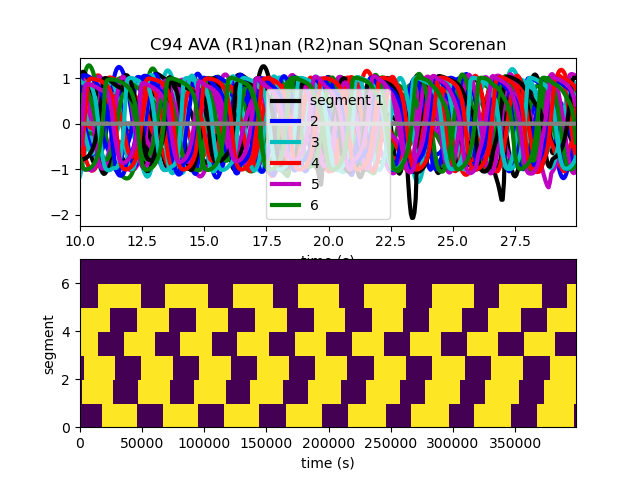 C94 AVA (R1)nan (R2)nan SQnan Scorenan
1
0
−1
−2
segment 1
2
3
4
5
6
10.0 12.5 15.0 17.5 20.0 22.5 25.0 27.5
time (s)
6
4
2
0
segment
0 50000 100000 150000 200000 250000 300000 350000
time (s)